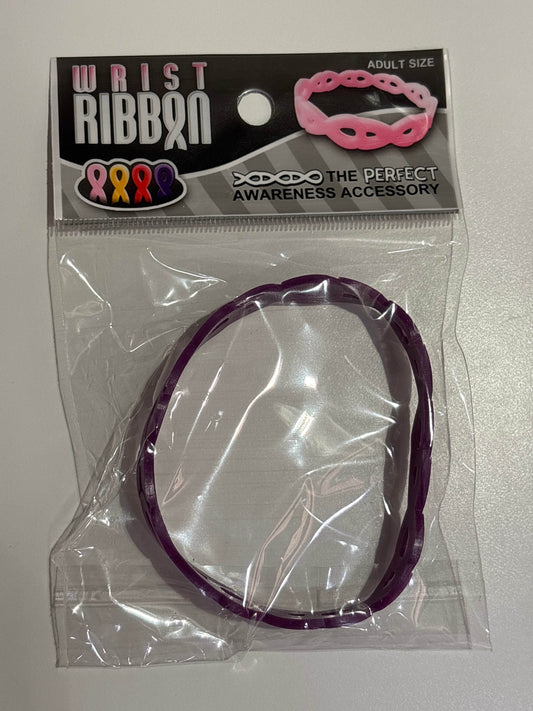 ADULT SIZE
WRIST
RIBBON
THE PERFECT
AWARENESS ACCESSORY